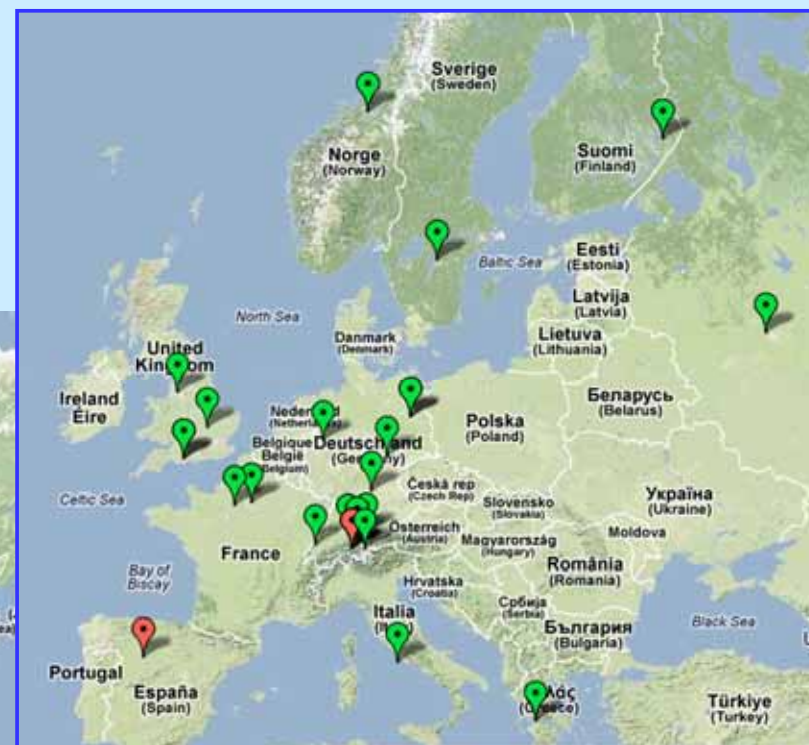 Sverige
(Sweden)
Norge
(Norway)
Suomi
(Finland)
Eesti
(Estonia)
Baltic Sea
Latvija
(Latvia)
North Sea
Danmark
(Denmark)
Lietuva
(Lithuania)
United
Kingdom
Ireland
Éire
Беларусь
(Belarus)
Polska
(Poland)
Deutschland
(Germany)
Belgique
België
(Belgium)
Česká rep
(Czech Rep)
Celtic Sea
Slovensko
(Slovakia)
Україна
(Ukraine)
Österreich
(Austria)
Magyarország
(Hungary)
Moldova
France
România
(Romania)
Bay of
Biscay
Hrvatska
(Croatia)
Србија
(Serbia)
Italia
Black Sea
България
(Bulgaria)
Portugal
España
(Spain)
Türkiye
(Turkey)
(Greece)